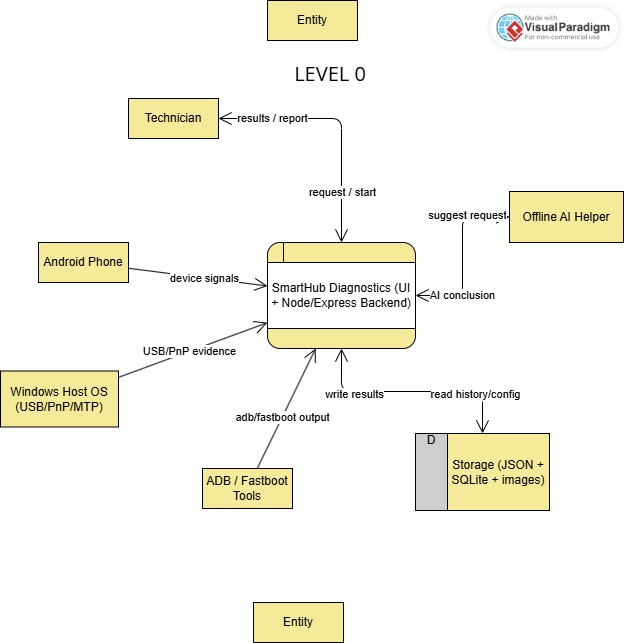 Entity
Made with
VisualParadigm
For non-commercial use
LEVEL 0
Technician
results / report
request / start
suggest request
Offline AI Helper
Android Phone
device signals
SmartHub Diagnostics (UI
+ Node/Express Backend)
AI conclusion
USB/PnP evidence
Windows Host OS
(USB/PnP/MTP)
write results
read history/config
adb/fastboot output
D
Storage (JSON +
SQLite + images)
ADB / Fastboot
Tools
Entity